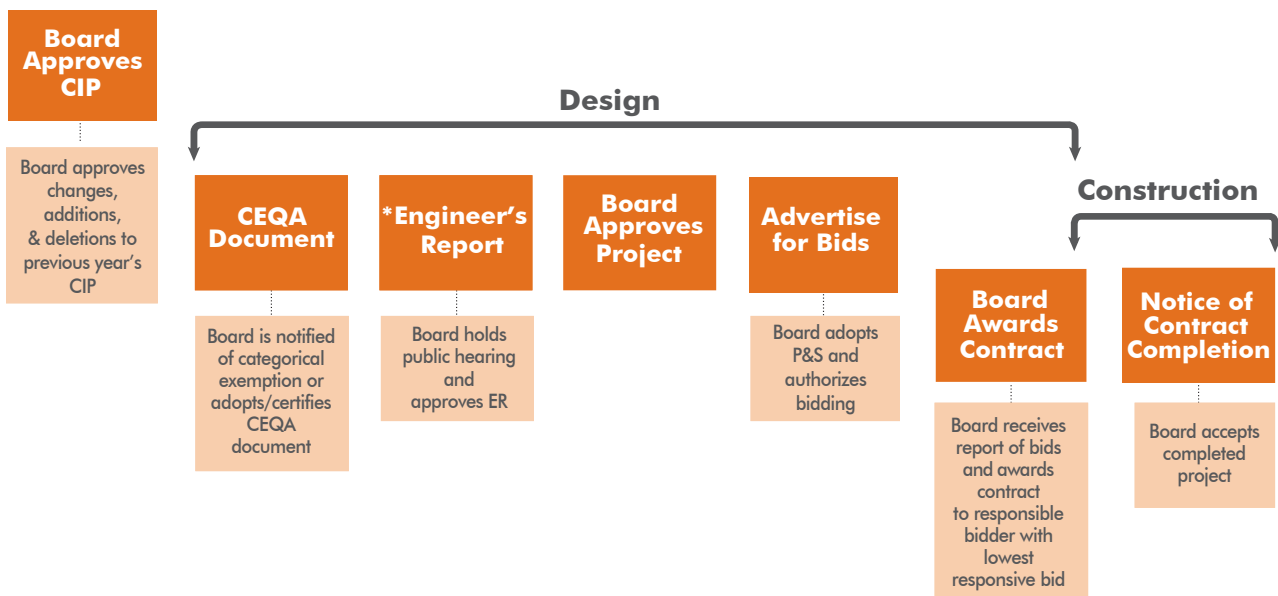 Board
Approves
CIP
Board approves
changes,
additions,
& deletions to
previous year's
CIP
Design
CEQA
Document
Board is notified
of categorical
exemption or
adopts/certifies
CEQA
document
*Engineer's
Report
Board holds
public hearing
and
approves ER
Board
Approves
Project
Advertise
for Bids
Board adopts
P&S and
authorizes
bidding
Construction
Board
Awards
Contract
Board receives
report of bids
and awards
contract
to responsible
bidder with
lowest
responsive bid
Notice of
Contract
Completion
Board accepts
completed
project